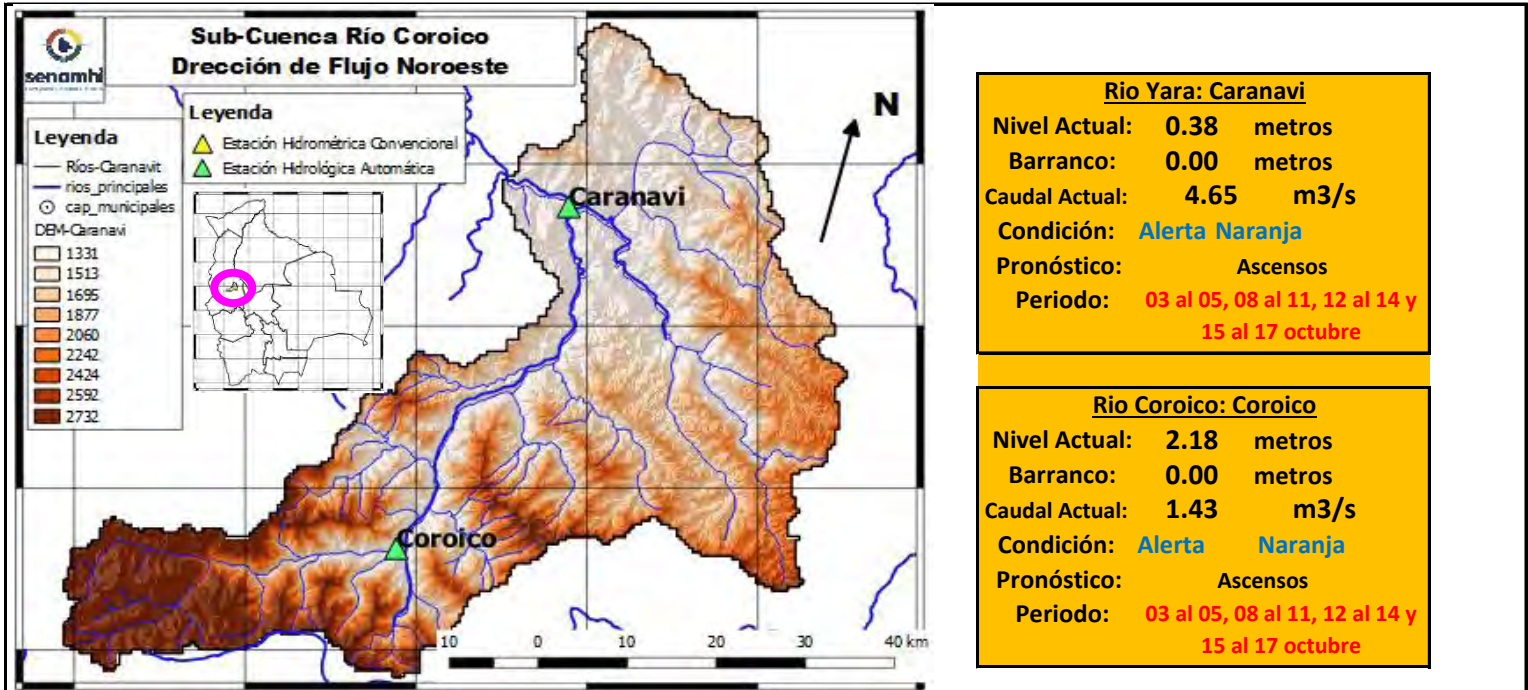 senamhi
Sub-Cuenca Río Coroico
Drección de Flujo Noroeste
Leyenda
Ríos-Caranavit
rios_principales
cap_municipales
DEM-Caranavi
1331
1513
1695
1877
2060
2242
2424
2592
2732
Leyenda
Estación Hidrométrica Convencional
Estación Hidrológica Automática
N
Caranavi
Coroico
10 0 10 20 30 40 km
Rio Yara: Caranavi
Nivel Actual: 0.38 metros
Barranco: 0.00 metros
Caudal Actual: 4.65 m3/s
Condición: Alerta Naranja
Pronóstico: Ascensos
Periodo: 03 al 05, 08 al 11, 12 al 14 y
15 al 17 octubre
Rio Coroico: Coroico
Nivel Actual: 2.18 metros
Barranco: 0.00 metros
Caudal Actual: 1.43 m3/s
Condición: Alerta Naranja
Pronóstico: Ascensos
Periodo: 03 al 05, 08 al 11, 12 al 14 y
15 al 17 octubre